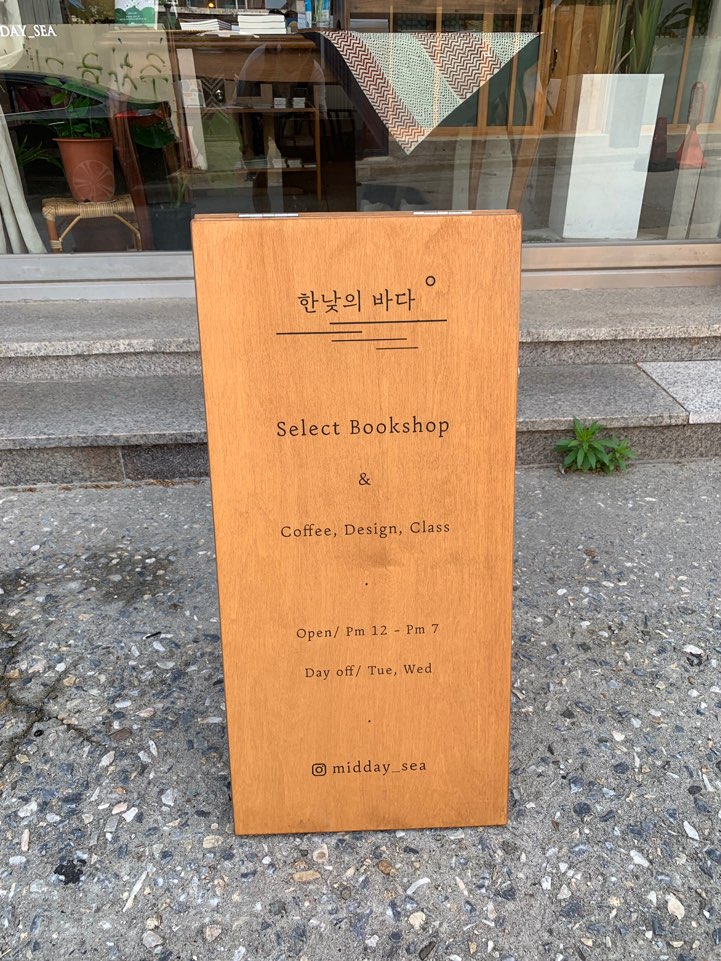 DAY_SEA
한낮의 바다
Select Bookshop
&
Coffee, Design, Class
.
Open/ Pm 12 - Pm 7
Day off/ Tue, Wed
.
midday_sea